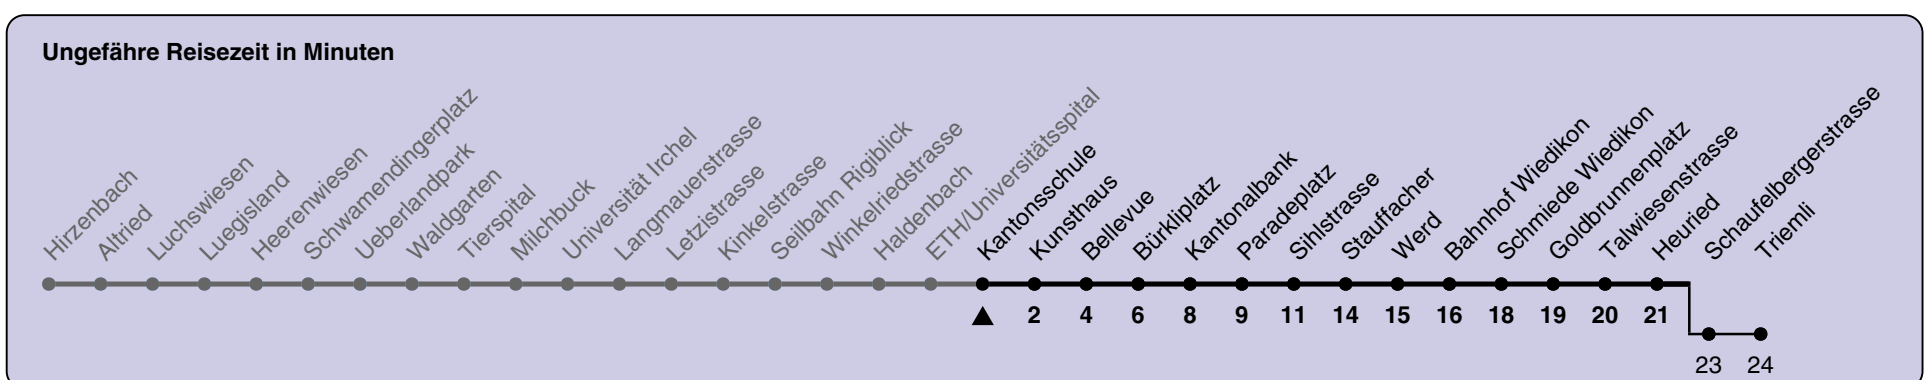 Ungefähre Reisezeit in Minuten
Hirzenbach
Altried
Luchswiesen
Luegisland
Heerenwiesen
Schwamendingerplatz
Ueberlandpark
Waldgarten
Tierspital
Milchbuck
Universität Irchel
Langmauerstrasse
Letzistrasse
Kinkelstrasse
Seilbahn Rigiblick
Winkelriedstrasse
Haldenbach
ETH/Universitätsspital
Kantonsschule
Kunsthaus
Bellevue
Bürkliplatz
Kantonalbank
Paradeplatz
Sihlstrasse
Stauffacher
Werd
Bahnhof Wiedikon
Schmiede Wiedikon
Goldbrunnenplatz
Talwiesenstrasse
Heuried
Schaufelbergerstrasse
Triemli
2 4 6 8 9 11 14 15 16 18 19 20 21
23 24